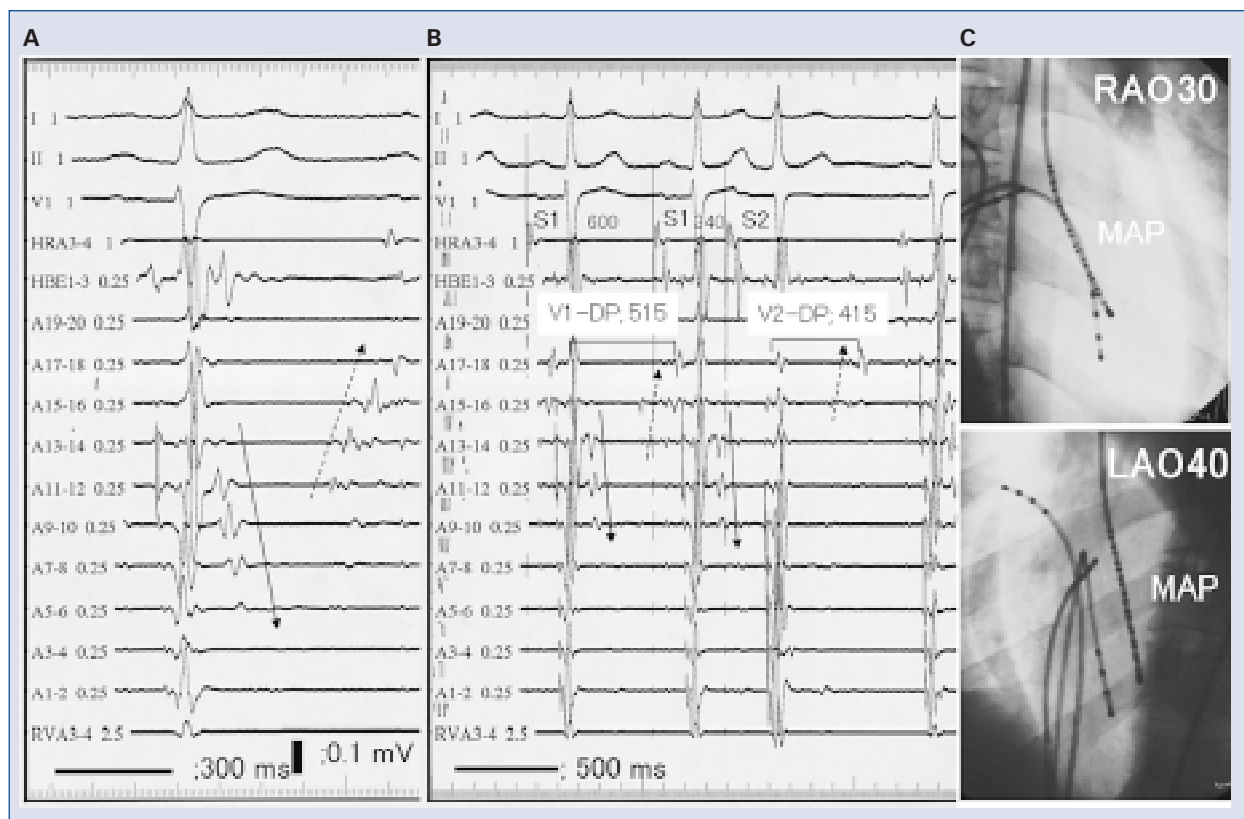 A
I 1
II 1
V1 1
HRA3-4 1
HBE1-3 0.25
A19-20 0.25
A17-18 0.25
A15-16 0.25
A13-14 0.25
A11-12 0.25
A9-10 0.25
A7-8 0.25
A5-6 0.25
A3-4 0.25
A1-2 0.25
RVA3-4 2.5
;300 ms
;0.1 mV
B
I 1
II 1
V1 1
S1 600 S1 240 S2
HRA3-4 1
HBE1-3 0.25
V1-DP; 515 V2-DP; 415
A19-20 0.25
A17-18 0.25
A15-16 0.25
A13-14 0.25
A11-12 0.25
A9-10 0.25
A7-8 0.25
A5-6 0.25
A3-4 0.25
A1-2 0.25
RVA3-4 2.5
; 500 ms
C
RAO30
MAP
LAO40
MAP